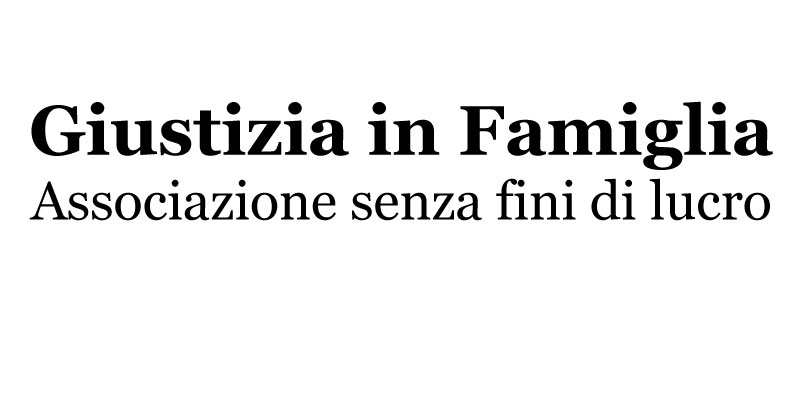 Giustizia in Famiglia
Associazione senza fini di lucro